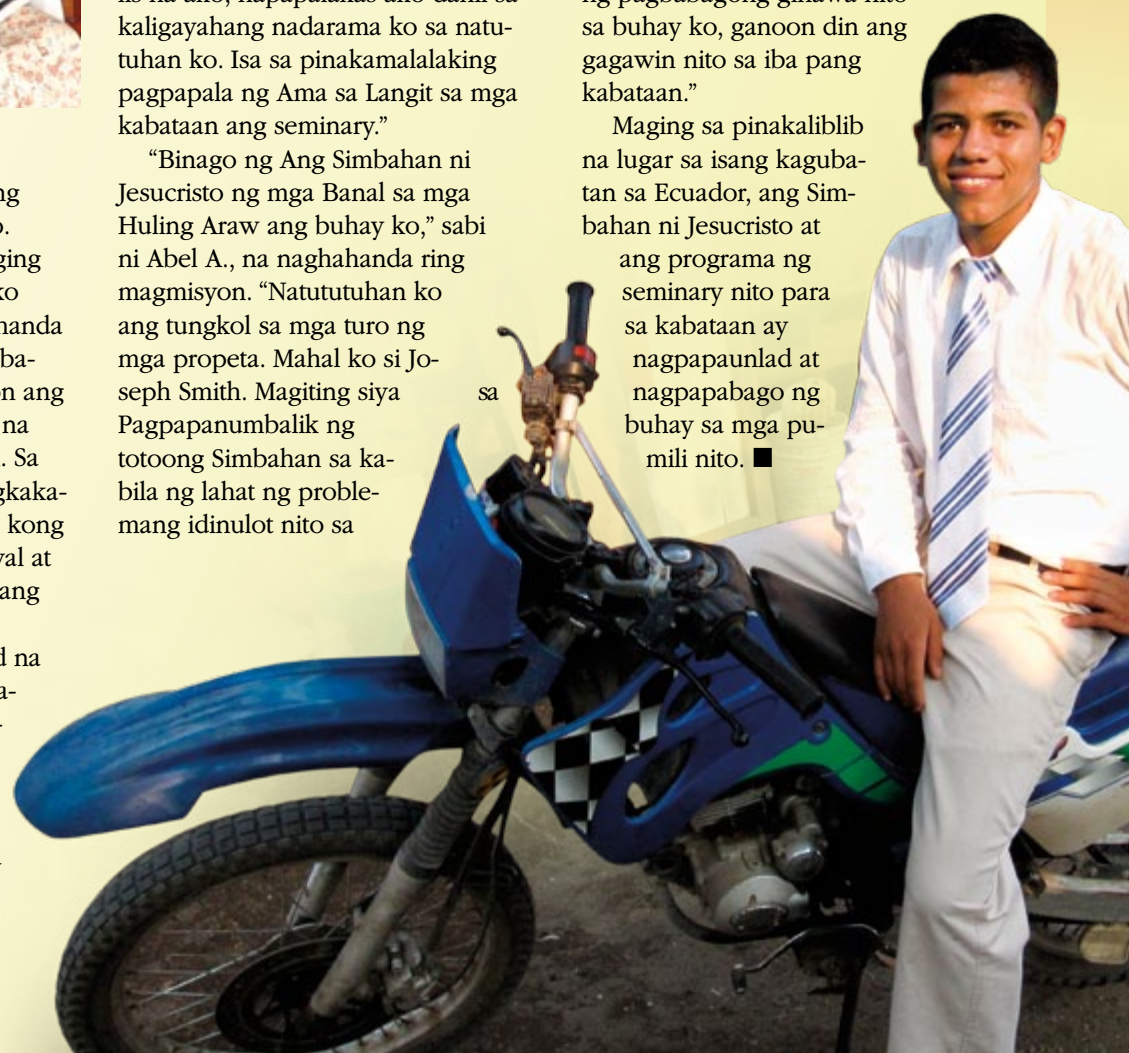 ng
o.
ging
ko
handa
ba-
on ang
na
. Sa
gkaka-
kong
yal at
ang
d na
a-
is na ako, napapalakas ako dahil sa
kaligayahang nadarama ko sa natu-
tuhan ko. Isa sa pinakamalalaking
pagpapala ng Ama sa Langit sa mga
kabataan ang seminary.”
“Binago ng Ang Simbahan ni
Jesucristo ng mga Banal sa mga
Huling Araw ang buhay ko,” sabi
ni Abel A., na naghahanda ring
magmisyon. “Natututuhan ko
ang tungkol sa mga turo ng
mga propeta. Mahal ko si Jo-
seph Smith. Magiting siya sa
Pagpapanumbalik ng
totoong Simbahan sa ka-
bila ng lahat ng proble-
mang idinulot nito sa
ng pagbabagong ginawa nito
sa buhay ko, ganoon din ang
gagawin nito sa iba pang
kabataan.”
Maging sa pinakaliblib
na lugar sa isang kaguba-
tan sa Ecuador, ang Sim-
bahan ni Jesucristo at
ang programa ng
seminary nito para
sa kabataan ay
nagpapaunlad at
nagpapabago ng
buhay sa mga pu-
mili nito. ■